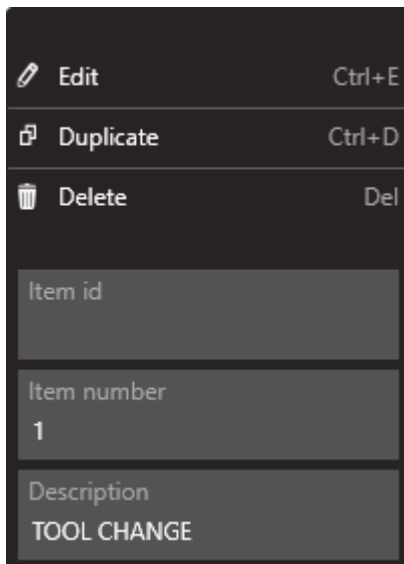 Edit Ctrl+E
Duplicate Ctrl+D
Delete Del
Item id
Item number
1
Description
TOOL CHANGE